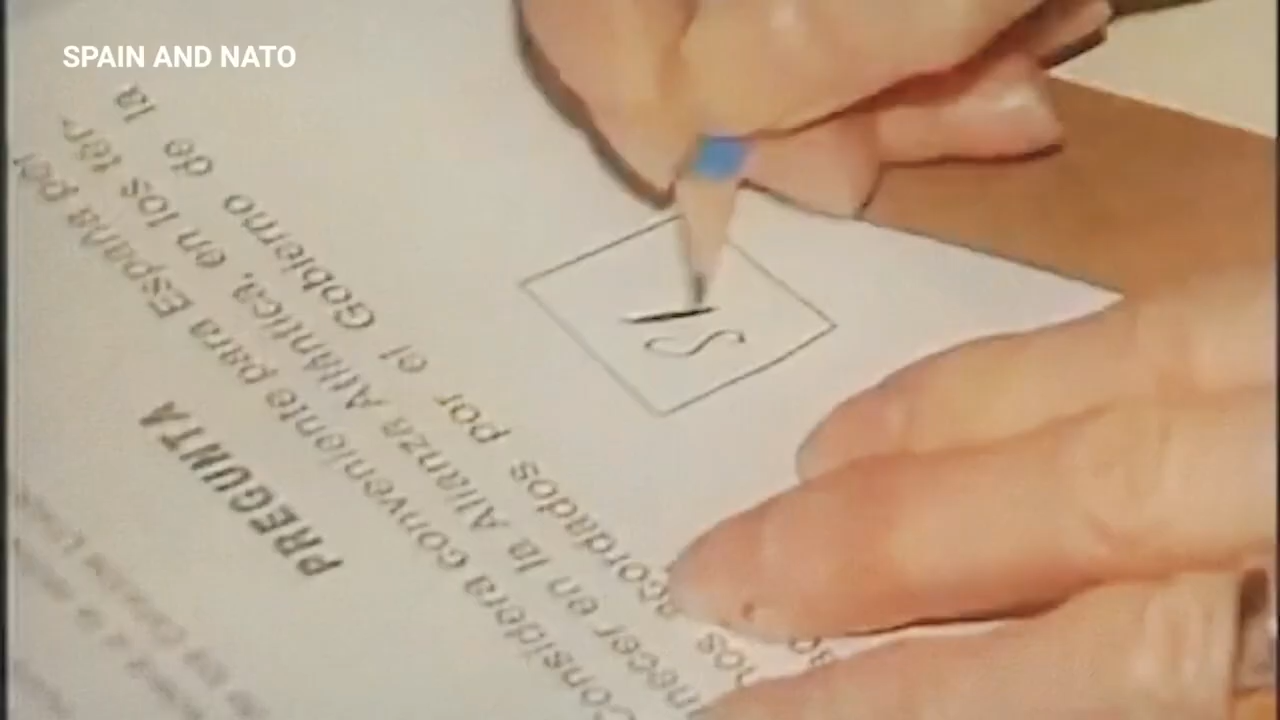 SPAIN AND NATO
PREGUNTA
Considera conveniente para España per
necer en la Alianza Atlántica, en los tér-
nos acordados por el Gobierno de la
SI